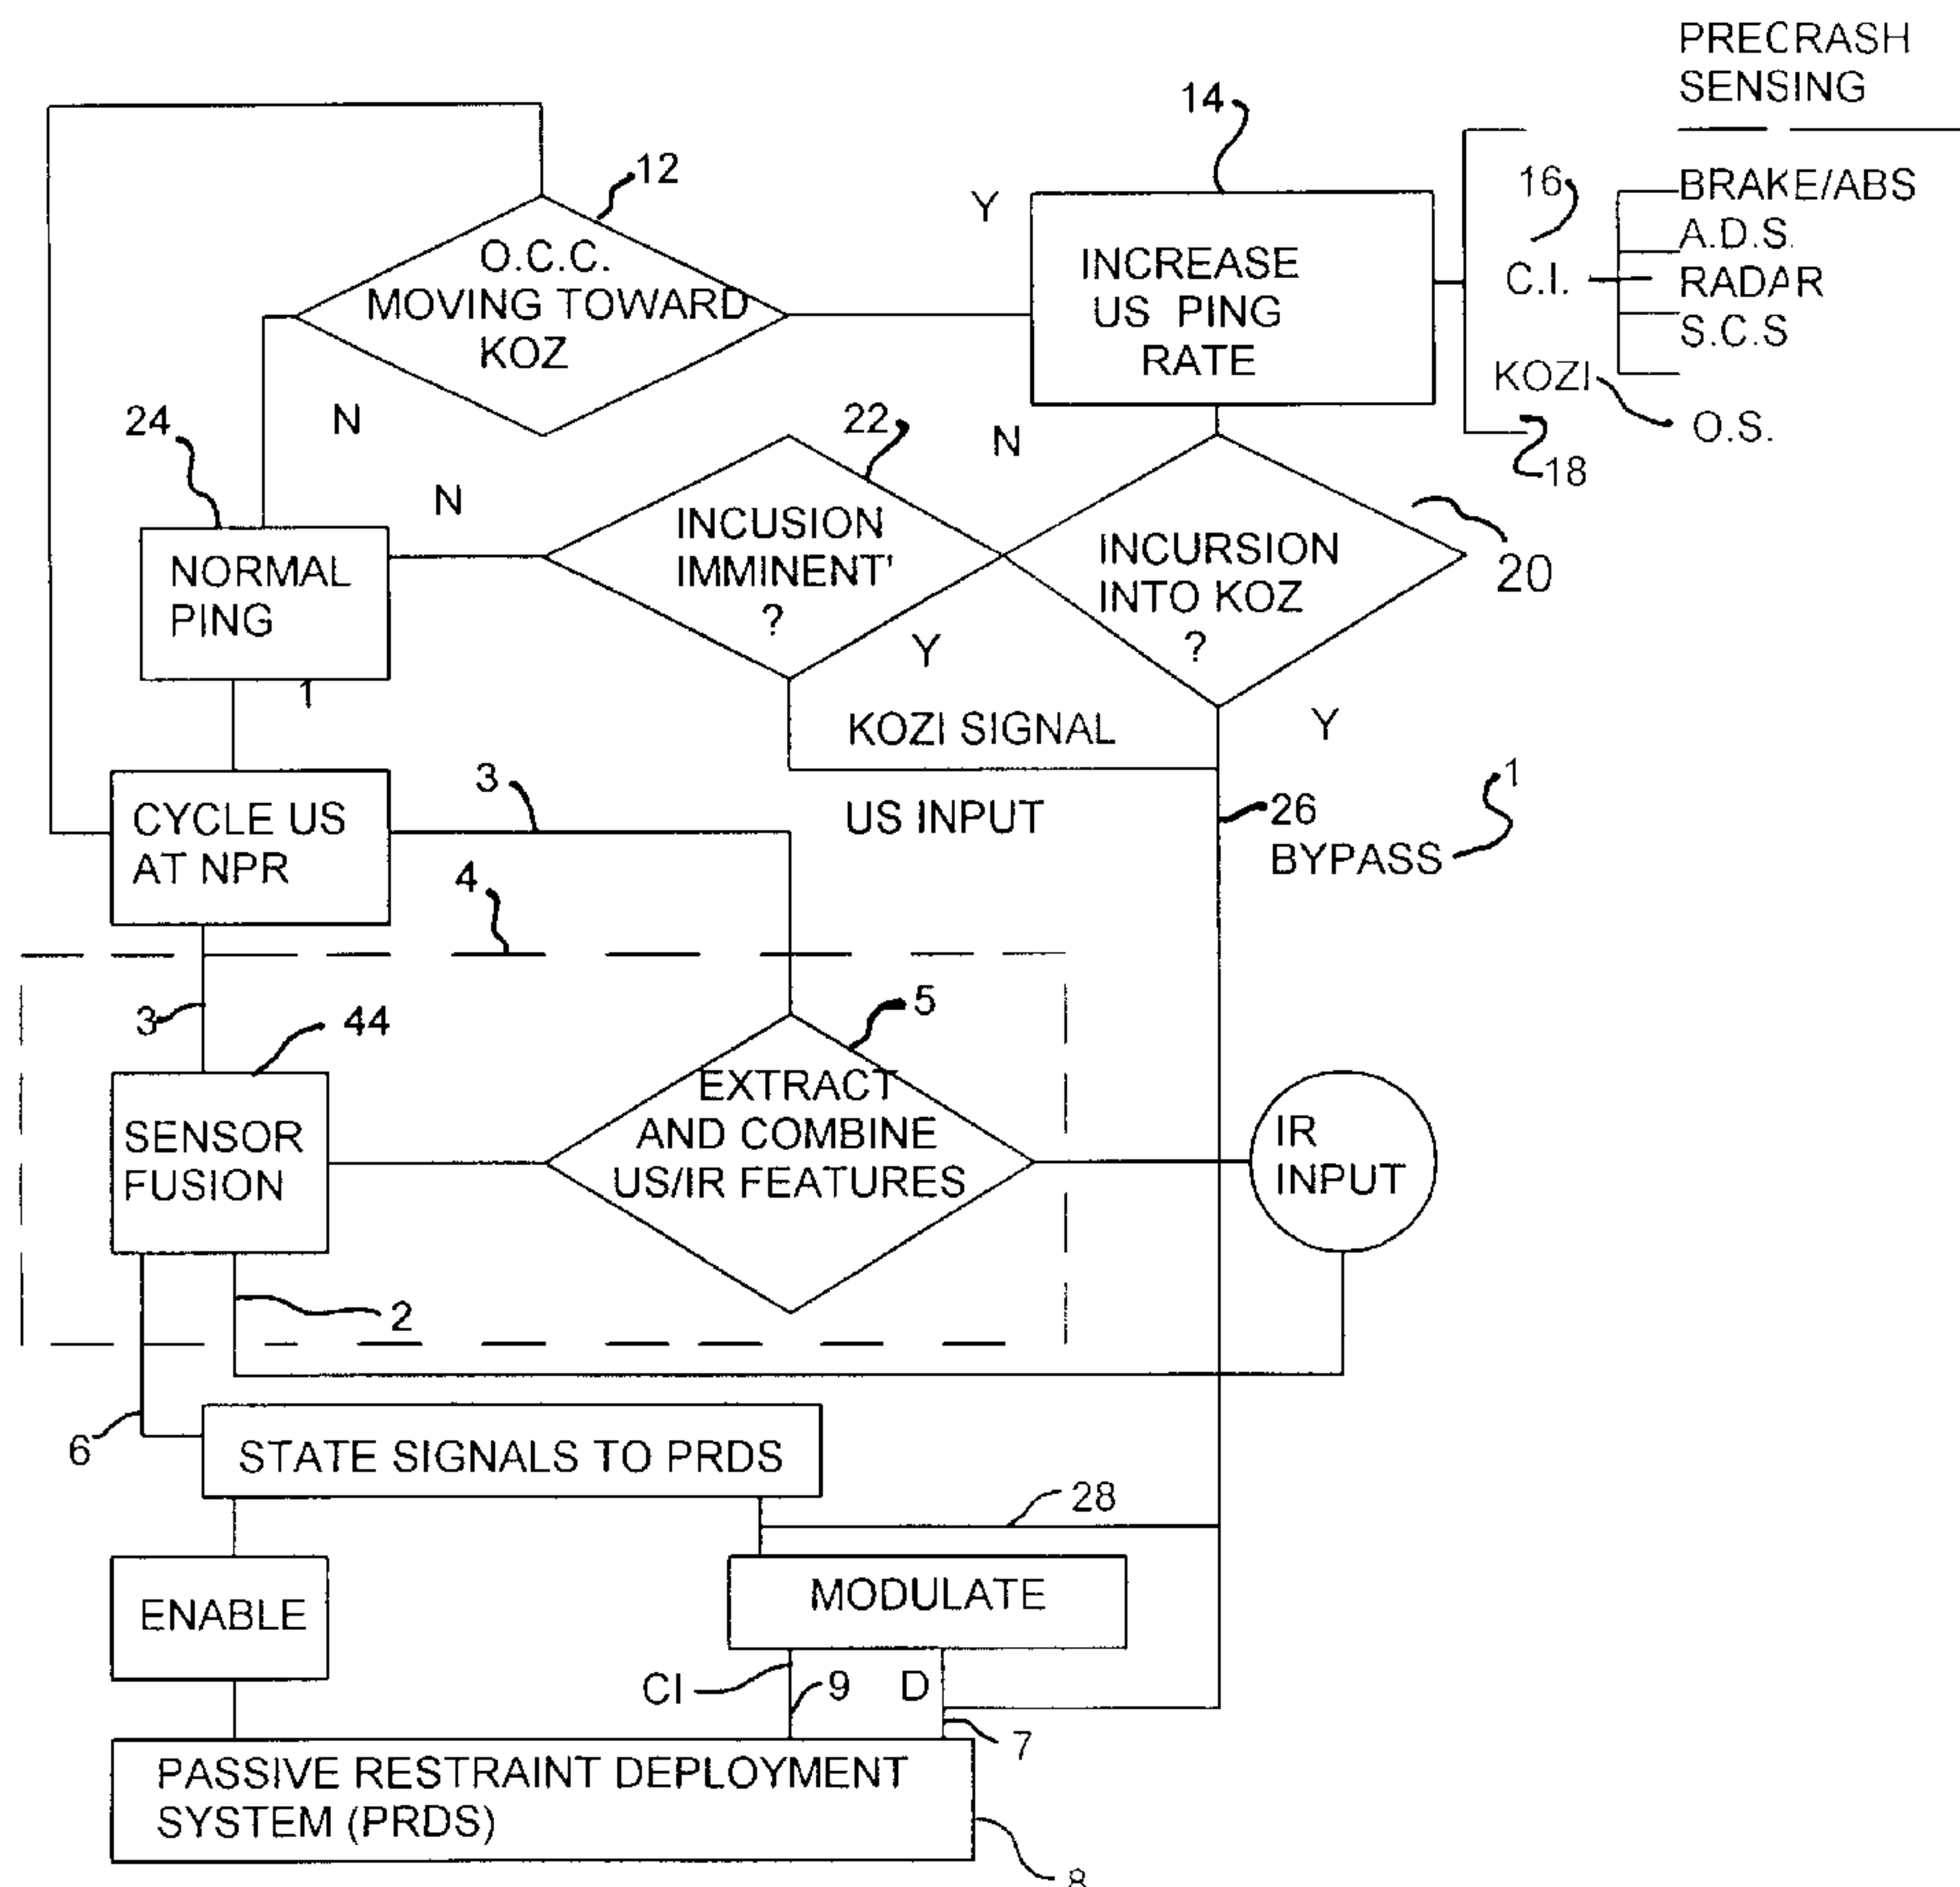 PRECRASH
SENSING
14
12
16
Y
BRAKE/ABS
A.D.S.
RADAR
S.C.S
C.I.
KOZI
O.S.
18
O.C.C.
MOVING TOWARD
KOZ
INCREASE
US PING
RATE
N
24
22
N
N
INCUSION
IMMINENT'
?
INCURSION
INTO KOZ
?
20
NORMAL
PING
1
Y
Y
KOZI SIGNAL
3
1
CYCLE US
AT NPR
US INPUT
26
BYPASS
4
3
44
5
SENSOR
FUSION
EXTRACT
AND COMBINE
US/IR FEATURES
IR
INPUT
2
6
STATE SIGNALS TO PRDS
28
ENABLE
MODULATE
CI
9
D
7
PASSIVE RESTRAINT DEPLOYMENT
SYSTEM (PRDS)
8